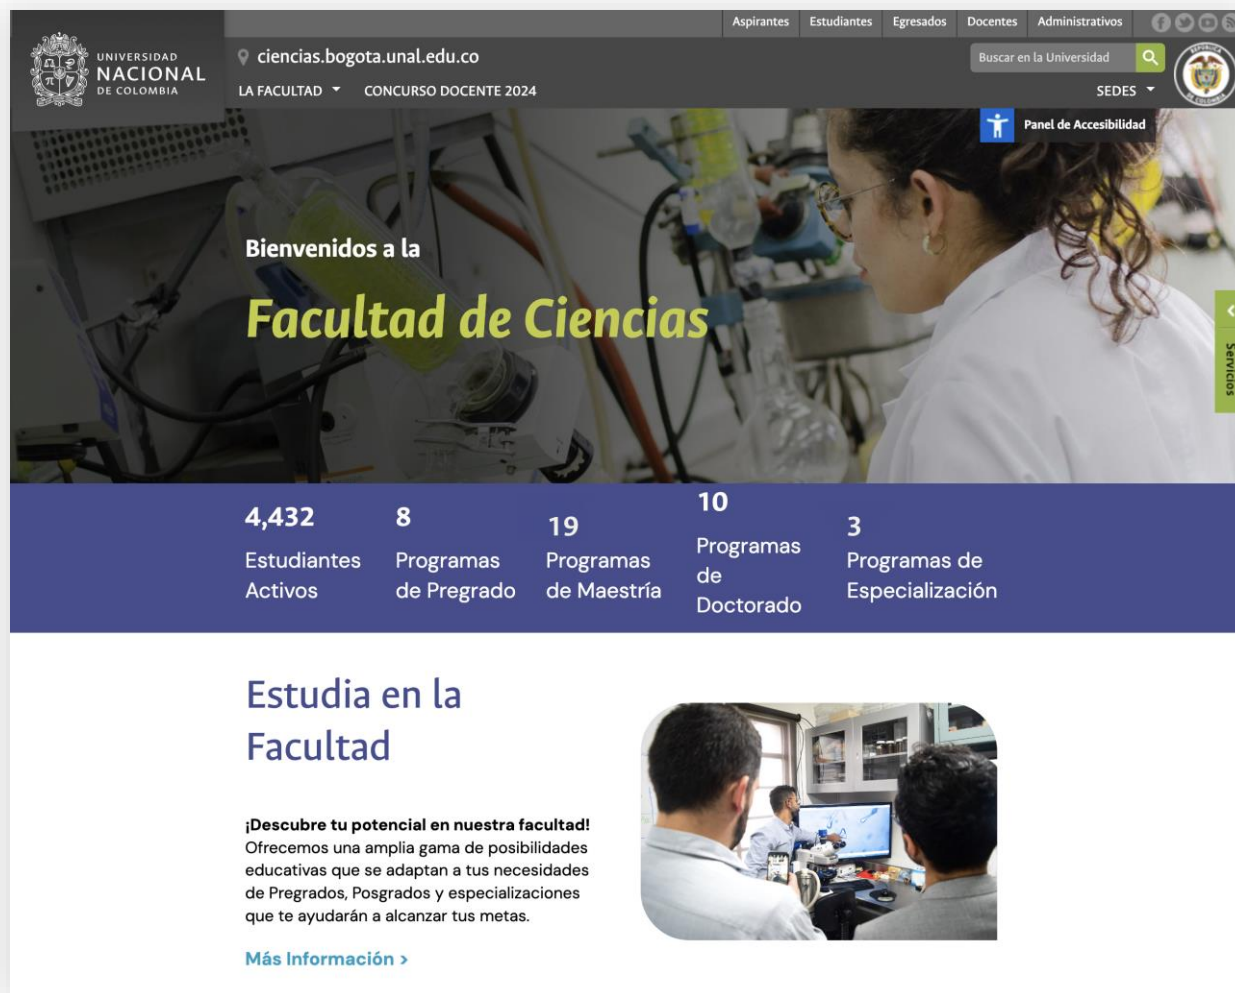 Aspirantes Estudiantes Egresados Docentes Administrativos
UNIVERSIDAD
NACIONAL
DE COLOMBIA
ciencias.bogota.unal.edu.co
Buscar en la Universidad
LA FACULTAD CONCURSO DOCENTE 2024
SEDES
Panel de Accesibilidad
Bienvenidos a la
Facultad de Ciencias
Servicios
4,432
Estudiantes
Activos
8
Programas
de Pregrado
19
Programas
de Maestría
10
Programas
de
Doctorado
3
Programas de
Especialización
Estudia en la
Facultad
¡Descubre tu potencial en nuestra facultad!
Ofrecemos una amplia gama de posibilidades
educativas que se adaptan a tus necesidades
de Pregrados, Posgrados y especializaciones
que te ayudarán a alcanzar tus metas.
Más Información >